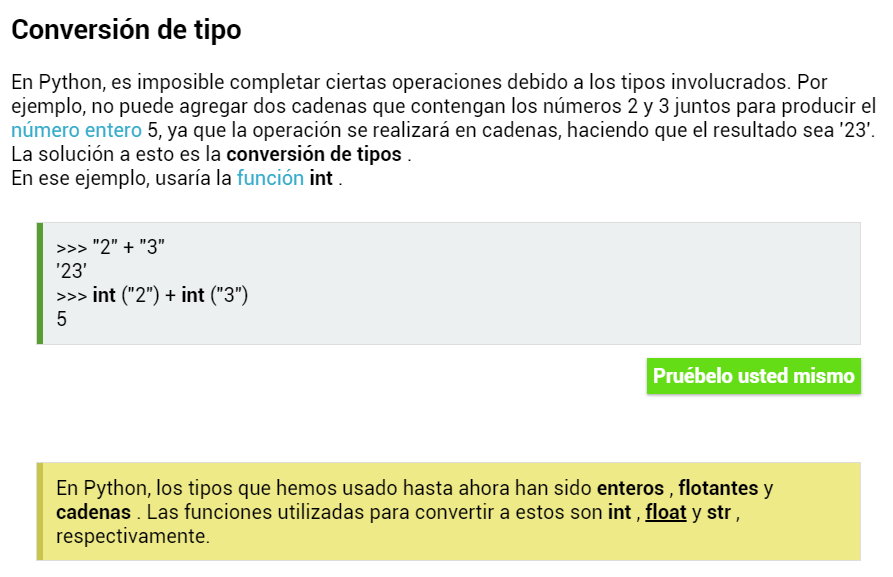 Conversión de tipo
En Python, es imposible completar ciertas operaciones debido a los tipos involucrados. Por
ejemplo, no puede agregar dos cadenas que contengan los números 2 y 3 juntos para producir el
número entero 5, ya que la operación se realizará en cadenas, haciendo que el resultado sea '23'.
La solución a esto es la conversión de tipos .
En ese ejemplo, usaría la función int .
>>> "2" + "3"
'23'
>>> int ("2") + int ("3")
5
Pruébelo usted mismo
En Python, los tipos que hemos usado hasta ahora han sido enteros , flotantes y
cadenas . Las funciones utilizadas para convertir a estos son int , float y str ,
respectivamente.